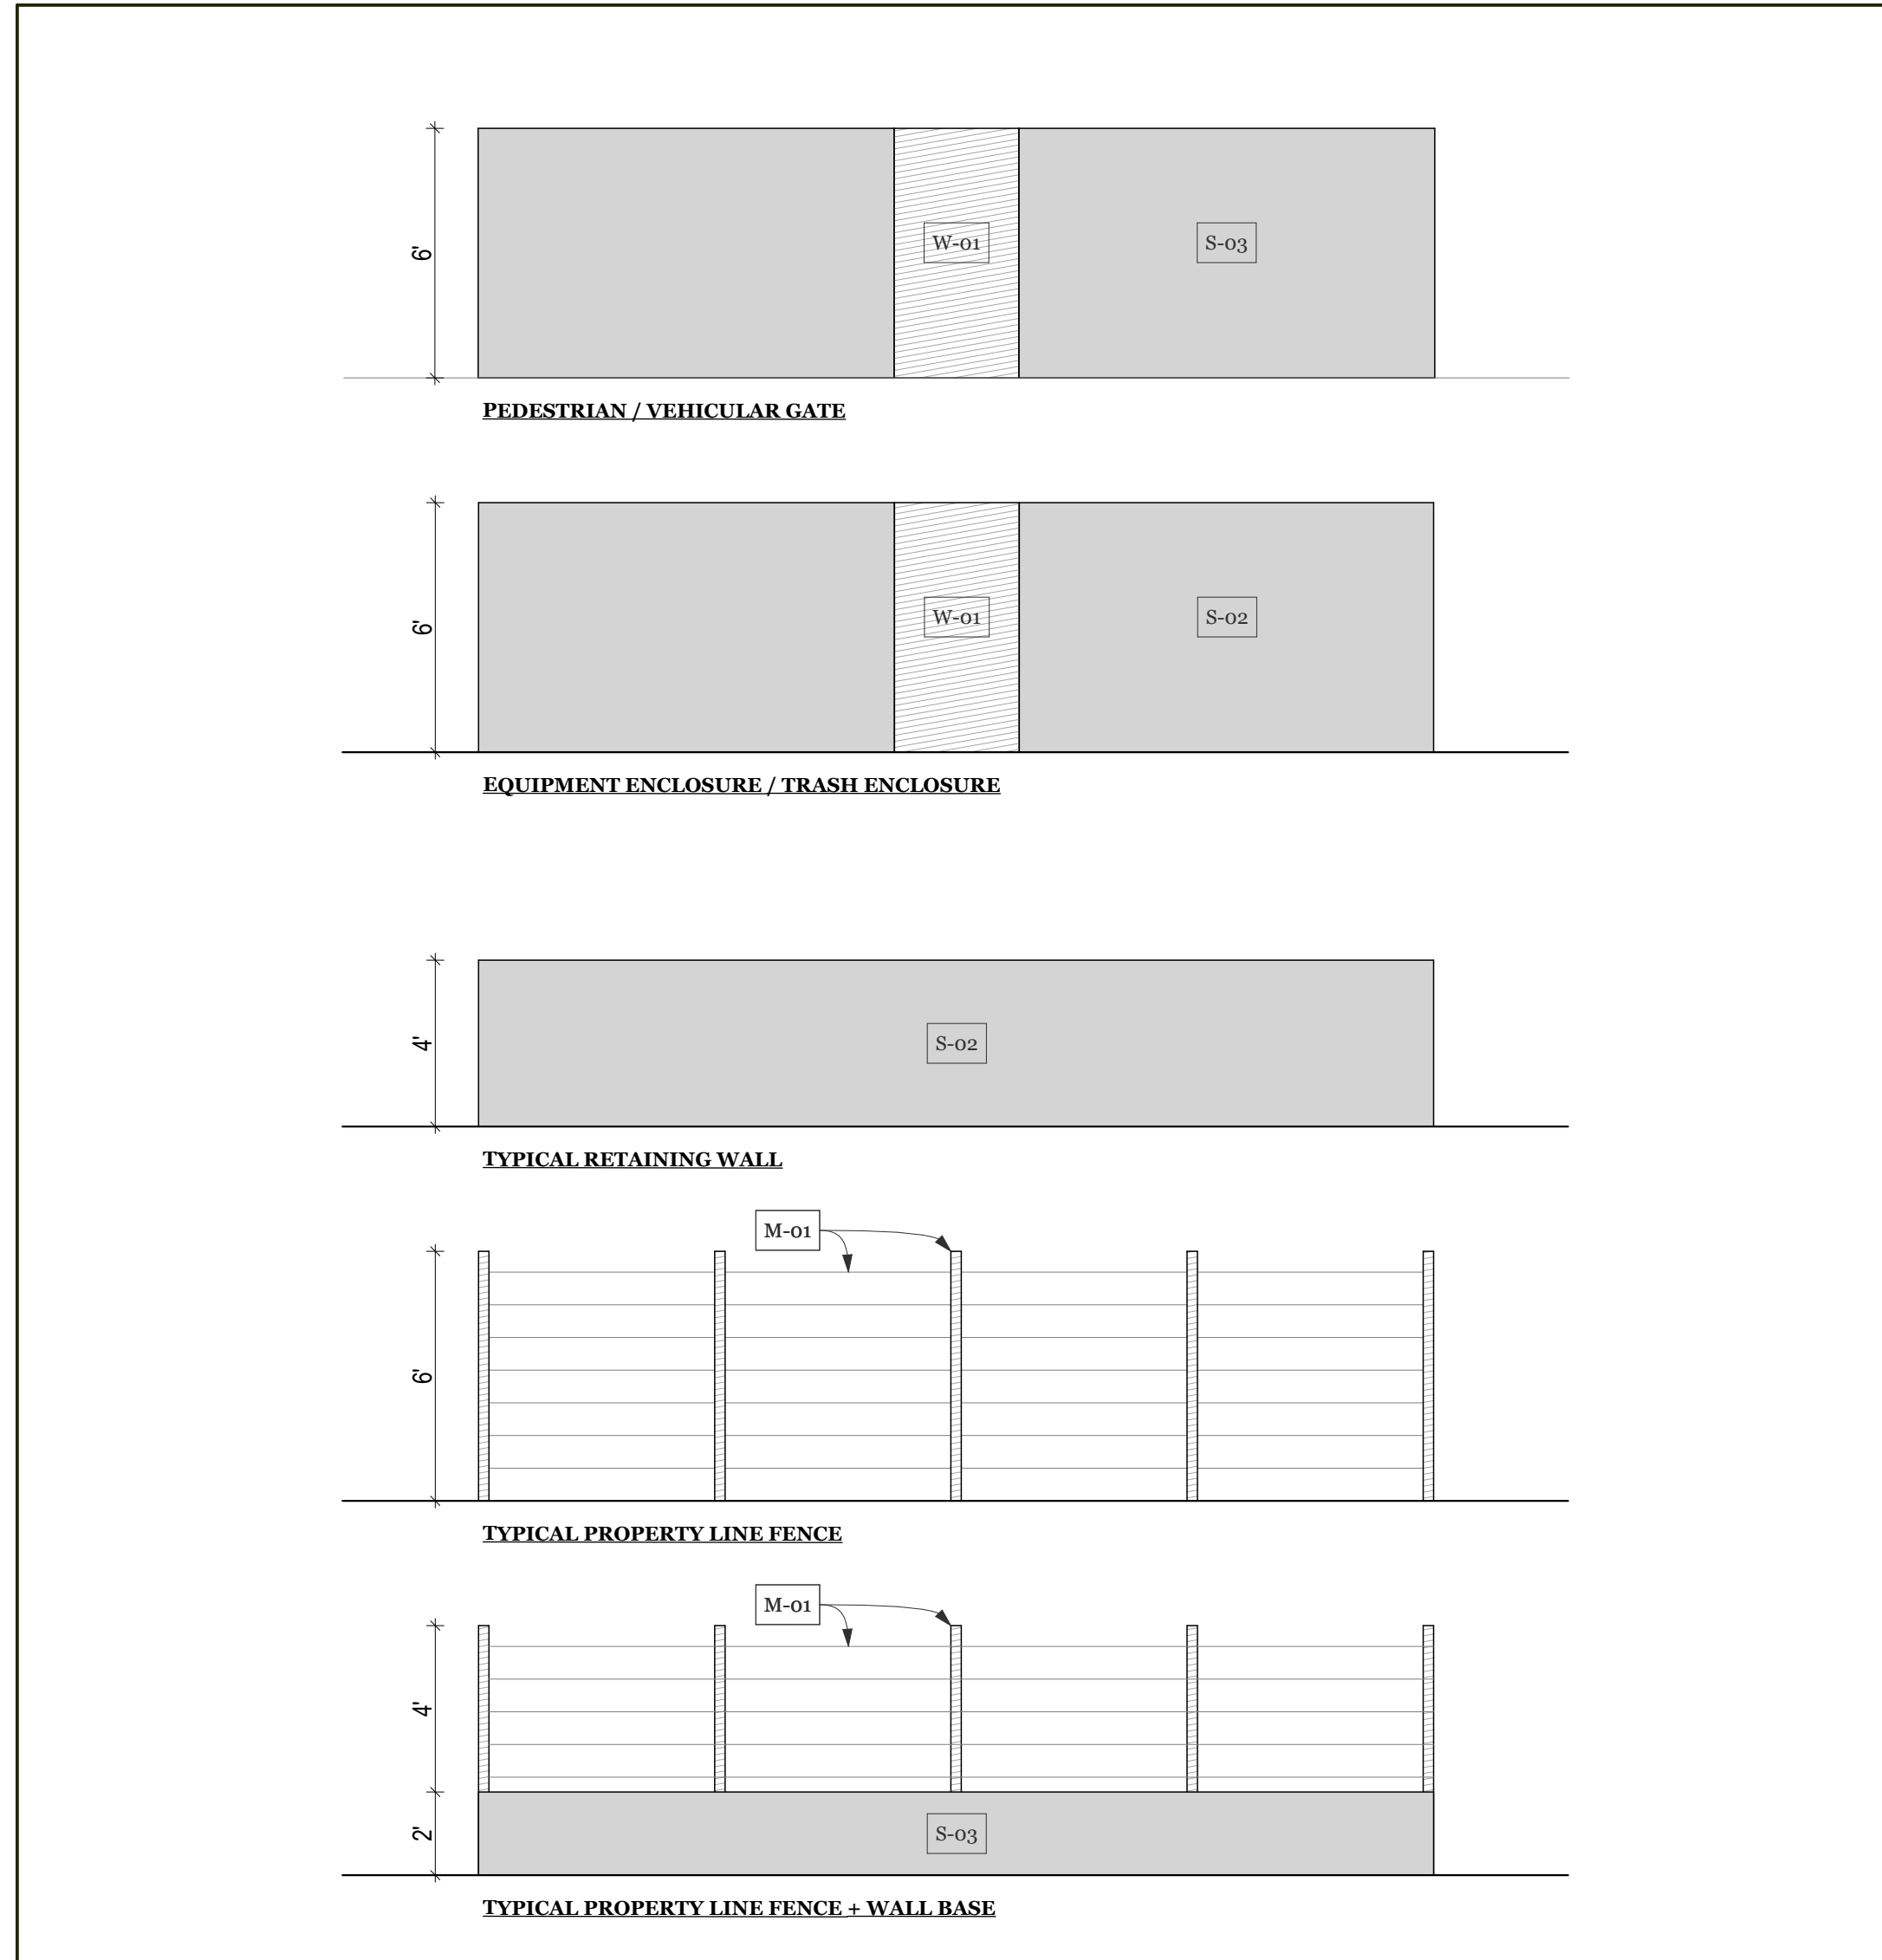 6'
W-01
S-03
PEDESTRIAN / VEHICULAR GATE
6'
W-01
S-02
EQUIPMENT ENCLOSURE / TRASH ENCLOSURE
4'
S-02
TYPICAL RETAINING WALL
M-01
6'
TYPICAL PROPERTY LINE FENCE
M-01
4'
2'
S-03
TYPICAL PROPERTY LINE FENCE + WALL BASE